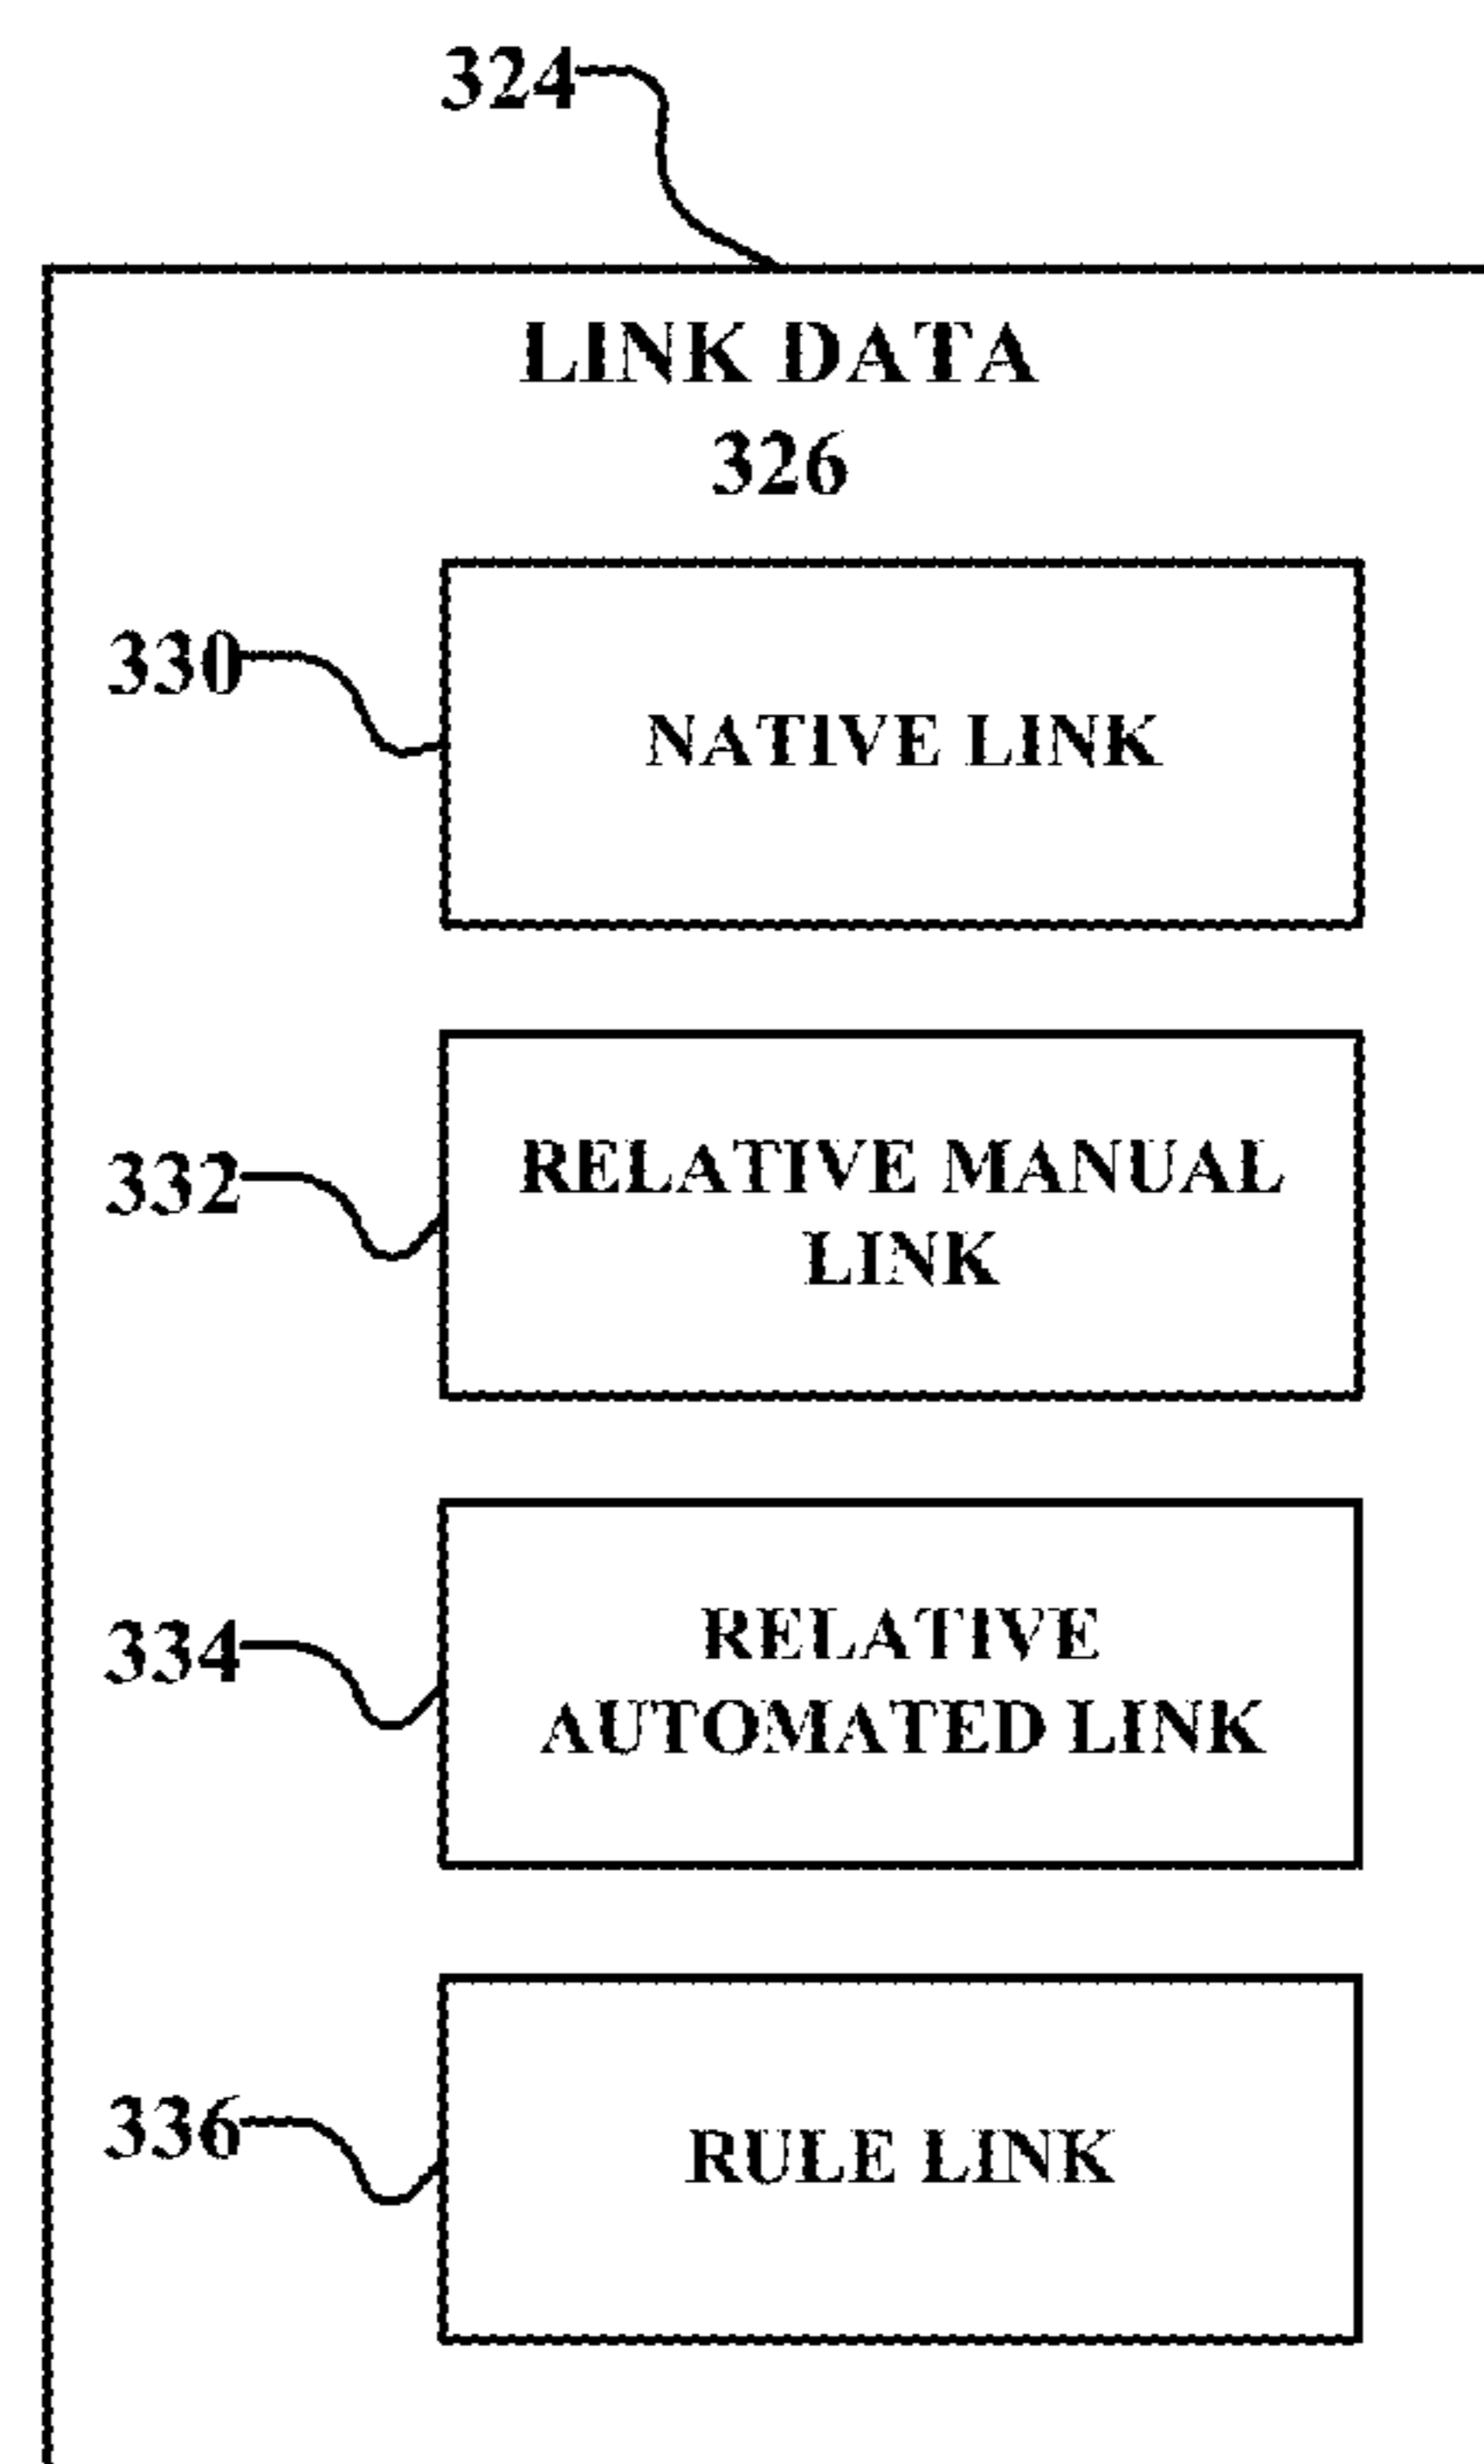 324
LINK DATA
326
330
NATIVE LINK
332
RELATIVE MANUAL
LINK
334
RELATIVE
AUTOMATED LINK
336
RULE LINK